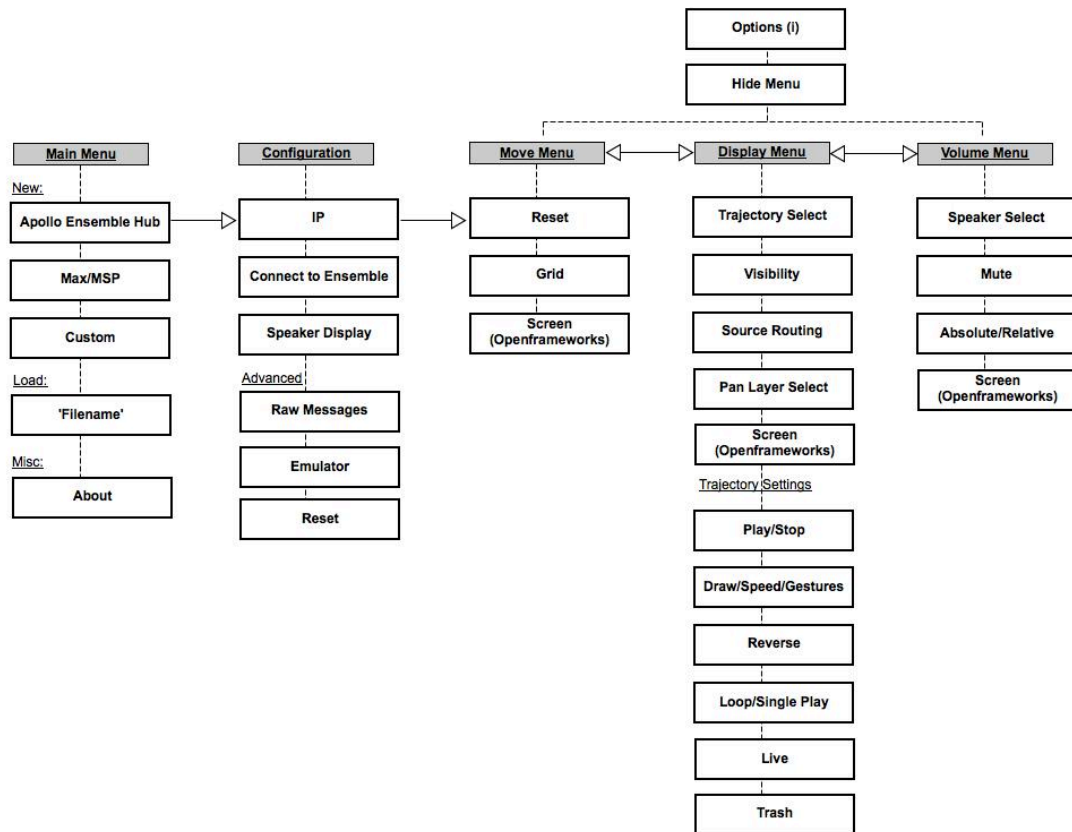 Options (i)
Hide Menu
Main Menu
New:
Apollo Ensemble Hub
Max/MSP
Custom
Load:
'Filename'
Misc:
About
Configuration
IP
Connect to Ensemble
Speaker Display
Advanced
Raw Messages
Emulator
Reset
Move Menu
Reset
Grid
Screen
(Openframeworks)
Display Menu
Trajectory Select
Visibility
Source Routing
Pan Layer Select
Screen
(Openframeworks)
Trajectory Settings
Play/Stop
Draw/Speed/Gestures
Reverse
Loop/Single Play
Live
Trash
Volume Menu
Speaker Select
Mute
Absolute/Relative
Screen
(Openframeworks)